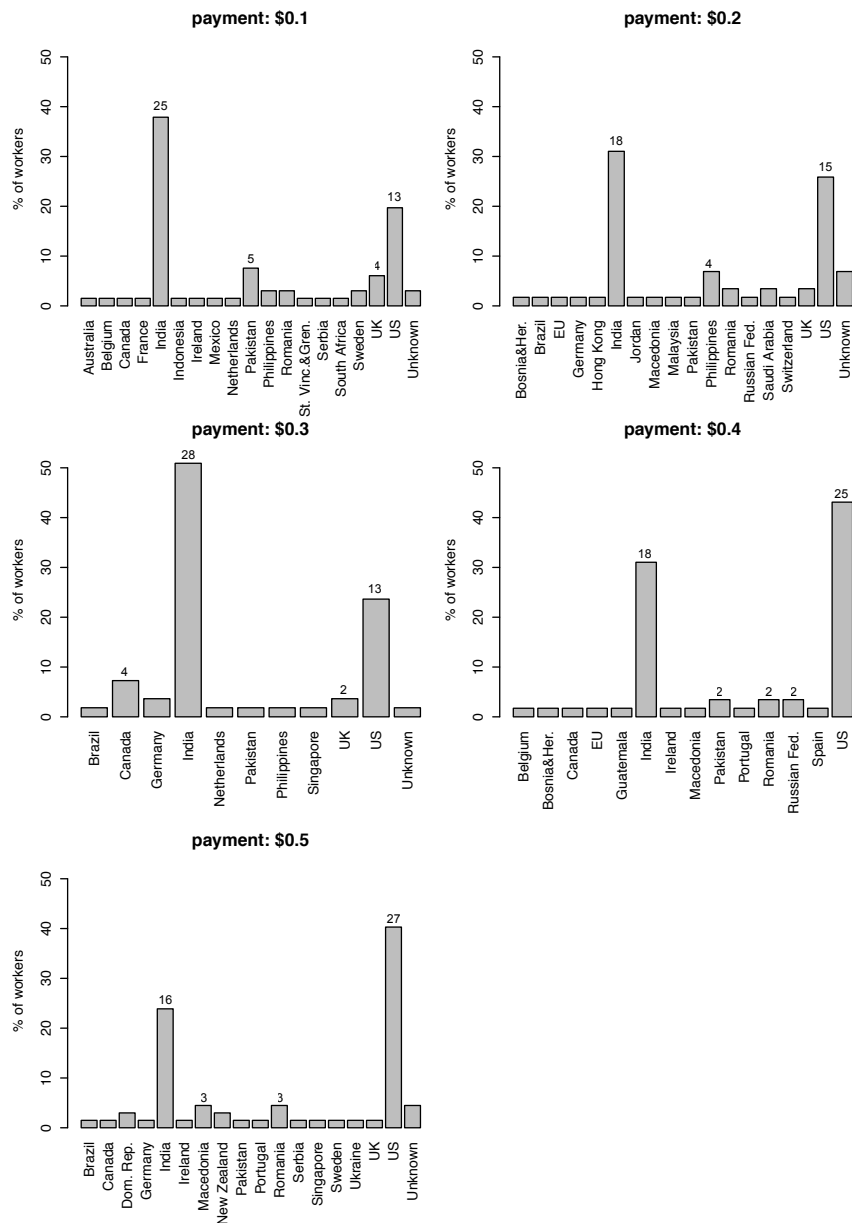 payment: $0.1
% of workers
50
40
30
20
10
0
25
5
4
13
Australia
Belgium
Canada
France
India
Indonesia
Ireland
Mexico
Netherlands
Pakistan
Philippines
Romania
St. Vinc.&Gren.
Serbia
South Africa
Sweden
UK
US
Unknown
payment: $0.2
% of workers
50
40
30
20
10
0
18
4
15
Bosnia&Her.
Brazil
EU
Germany
Hong Kong
India
Jordan
Macedonia
Malaysia
Pakistan
Philippines
Romania
Russian Fed.
Saudi Arabia
Switzerland
UK
US
Unknown
payment: $0.3
% of workers
50
40
30
20
10
0
4
28
2
13
Brazil
Canada
Germany
India
Netherlands
Pakistan
Philippines
Singapore
UK
US
Unknown
payment: $0.4
% of workers
50
40
30
20
10
0
18
2
2
2
25
Belgium
Bosnia&Her.
Canada
EU
Guatemala
India
Ireland
Macedonia
Pakistan
Portugal
Romania
Russian Fed.
Spain
US
payment: $0.5
% of workers
50
40
30
20
10
0
16
3
3
27
Brazil
Canada
Dom. Rep.
Germany
India
Ireland
Macedonia
New Zealand
Pakistan
Portugal
Romania
Serbia
Singapore
Sweden
Ukraine
UK
US
Unknown